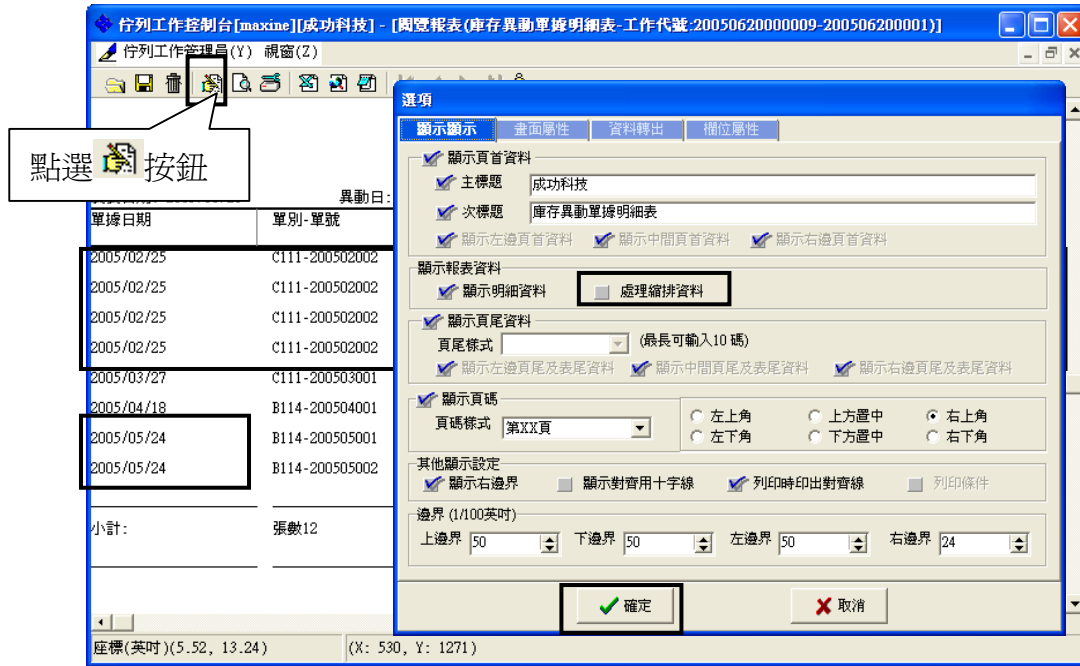 佇列工作控制台[maxine][成功科技] - [閱覽報表(庫存異動單據明細表-工作代號:20050620000009-200506200001)]
佇列工作管理員(Y) 視窗(Z)
點選 按鈕
異動日:
單據日期 單別-單號
2005/02/25 C111-200502002
2005/02/25 C111-200502002
2005/02/25 C111-200502002
2005/02/25 C111-200502002
2005/03/27 C111-200503001
2005/04/18 B114-200504001
2005/05/24 B114-200505001
2005/05/24 B114-200505002
小計: 張數12
選項
顯示顯示 畫面屬性 資料轉出 欄位屬性
顯示頁首資料
主標題 成功科技
次標題 庫存異動單據明細表
顯示左邊頁首資料 顯示中間頁首資料 顯示右邊頁首資料
顯示報表資料
顯示明細資料 處理縮排資料
顯示頁尾資料
頁尾樣式 (最長可輸入10 碼)
顯示左邊頁尾及表尾資料 顯示中間頁尾及表尾資料 顯示右邊頁尾及表尾資料
顯示頁碼
頁碼樣式 第XX頁
左上角 上方置中 右上角
左下角 下方置中 右下角
其他顯示設定
顯示右邊界 顯示對齊用十字線 列印時印出對齊線 列印條件
邊界 (1/100英吋)
上邊界 50 下邊界 50 左邊界 50 右邊界 24
確定 取消
座標(英吋)(5.52, 13.24) (X: 530, Y: 1271)